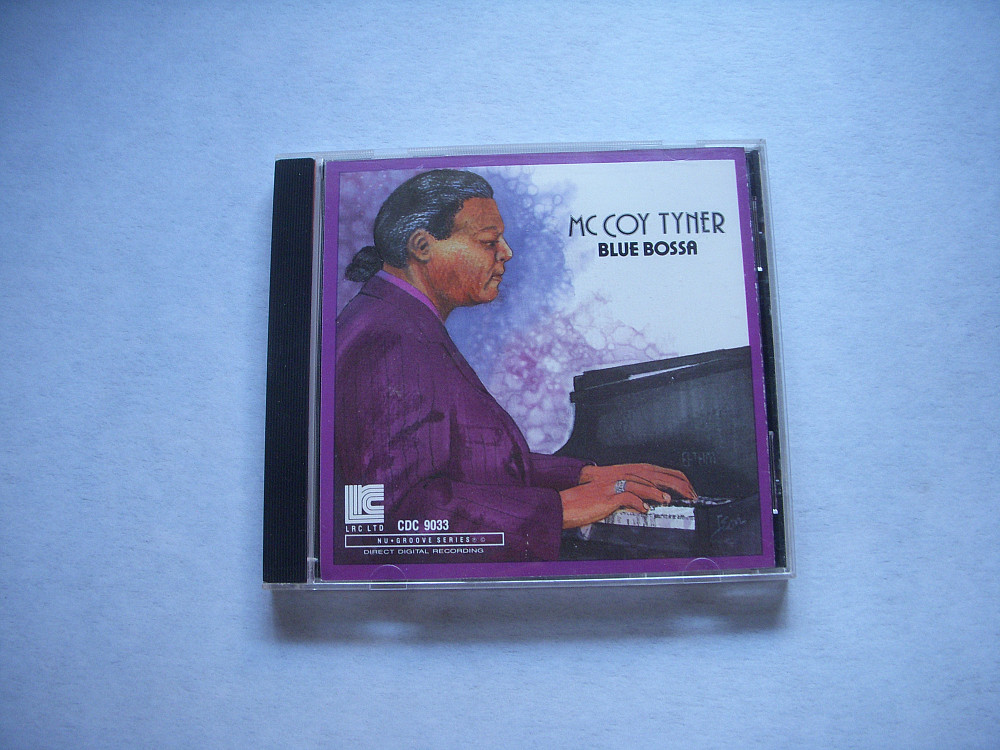 MC COY TYNER
BLUE BOSSA
LRC LTD
CDC 9033
NU•GROOVE SERIES ℗ ©
DIRECT DIGITAL RECORDING